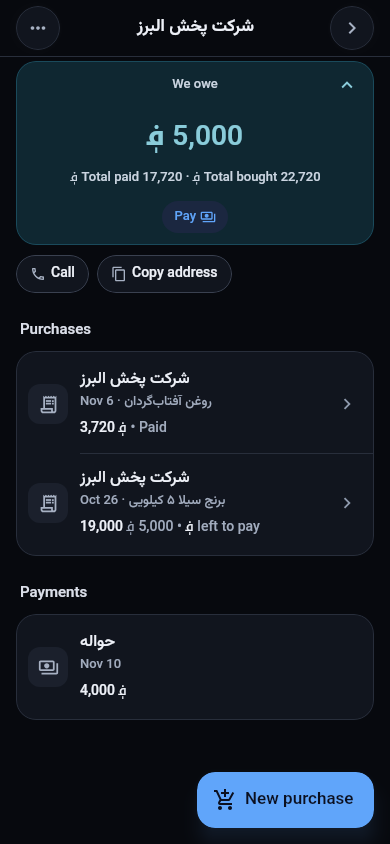 شرکت پخش البرز
We owe
؋ 5,000
؋ Total paid 17,720 · ؋ Total bought 22,720
Pay
Call
Copy address
Purchases
شرکت پخش البرز
Nov 6 · روغن آفتاب‌گردان
3,720 ؋ • Paid
شرکت پخش البرز
Oct 26 · برنج سیلا ۵ کیلویی
19,000 ؋ 5,000 • ؋ left to pay
Payments
حواله
Nov 10
4,000 ؋
New purchase